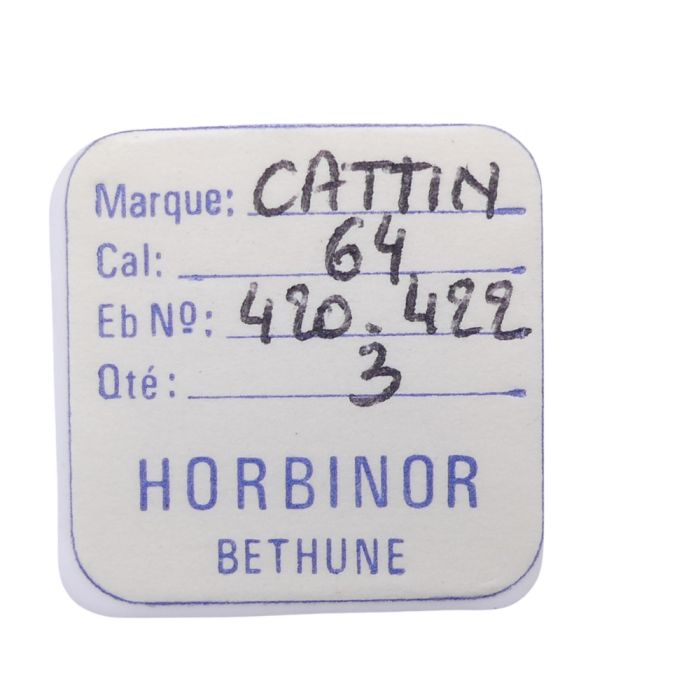 Marque: CATTIN
Cal: 64
Eb Nº: 420.422
Qté: 3
HORBINOR
BETHUNE